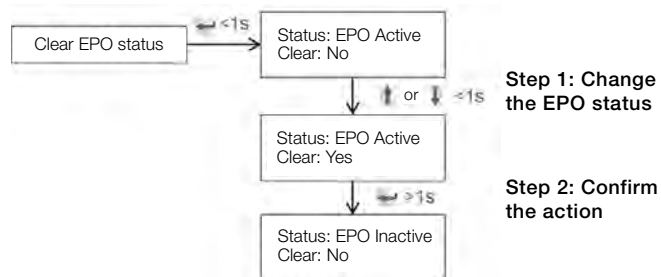 Clear EPO status
<1s
Status: EPO Active
Clear: No
or <1s
Step 1: Change
the EPO status
Status: EPO Active
Clear: Yes
>1s
Step 2: Confirm
the action
Status: EPO Inactive
Clear: No